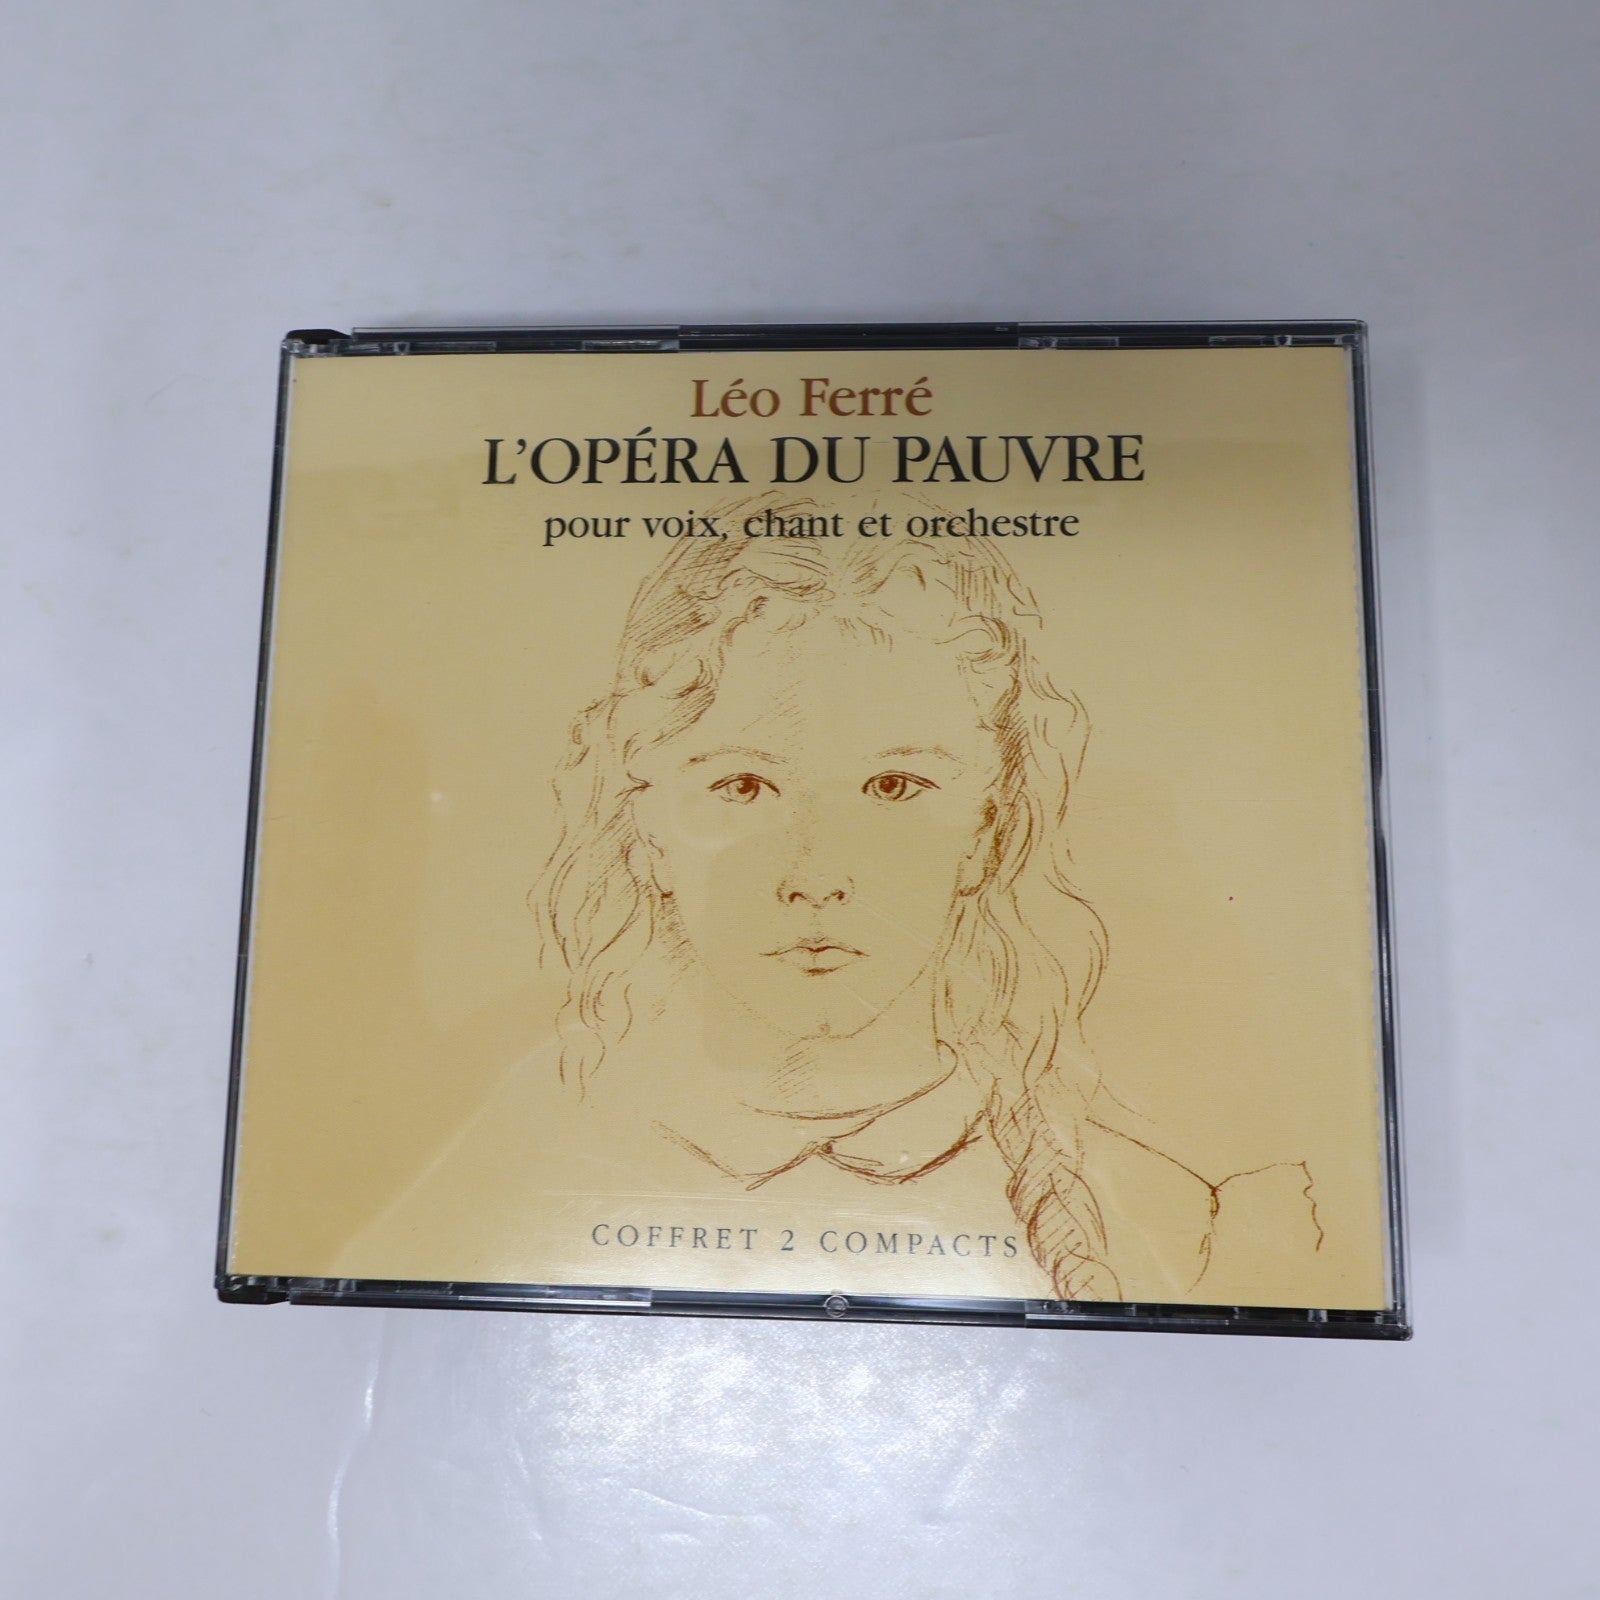 Léo Ferré
L'OPÉRA DU PAUVRE
pour voix, chant et orchestre
COFFRET 2 COMPACTS